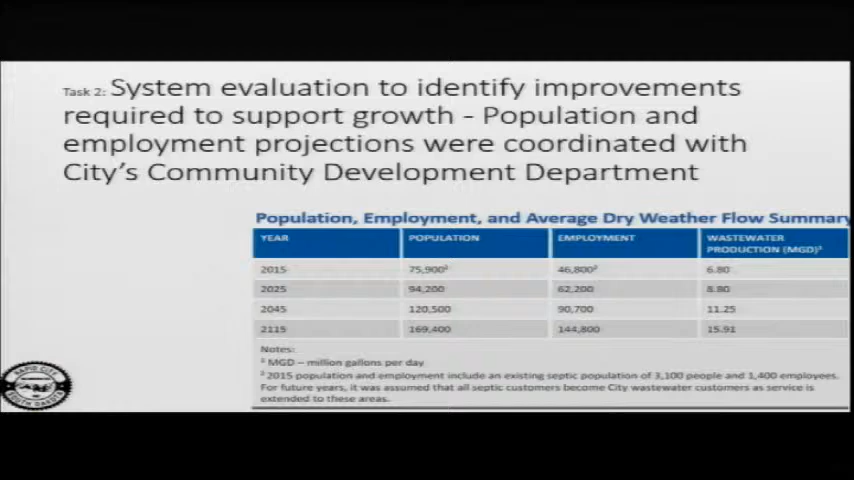 Task 2: System evaluation to identify improvements
required to support growth - Population and
employment projections were coordinated with
City's Community Development Department
Population, Employment, and Average Dry Weather Flow Summary
YEAR POPULATION EMPLOYMENT WASTEWATER PRODUCTION (MGD)¹
2015 75,900² 46,800² 6.80
2025 94,200 62,200 8.80
2045 120,500 90,700 11.25
2115 169,400 144,800 15.91
Notes:
¹ MGD – million gallons per day
² 2015 population and employment include an existing septic population of 3,100 people and 1,400 employees.
For future years, it was assumed that all septic customers become City wastewater customers as service is
extended to these areas.
RAPID CITY
SOUTH DAKOTA